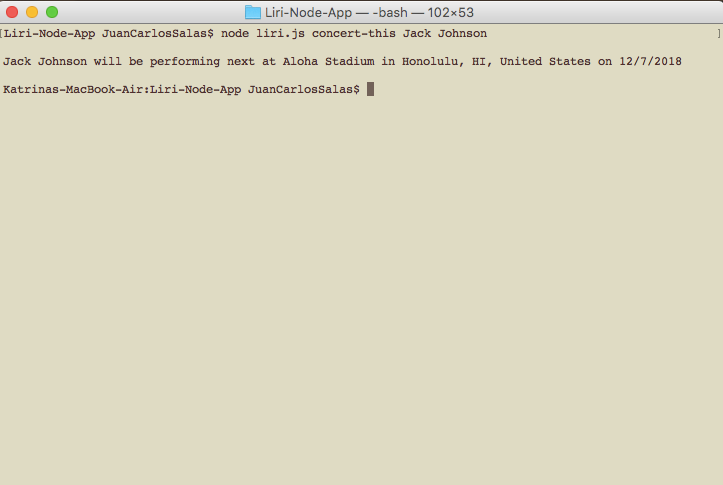 Liri-Node-App — -bash — 102×53
[Liri-Node-App JuanCarlosSalas$ node liri.js concert-this Jack Johnson ]
Jack Johnson will be performing next at Aloha Stadium in Honolulu, HI, United States on 12/7/2018
Katrinas-MacBook-Air:Liri-Node-App JuanCarlosSalas$